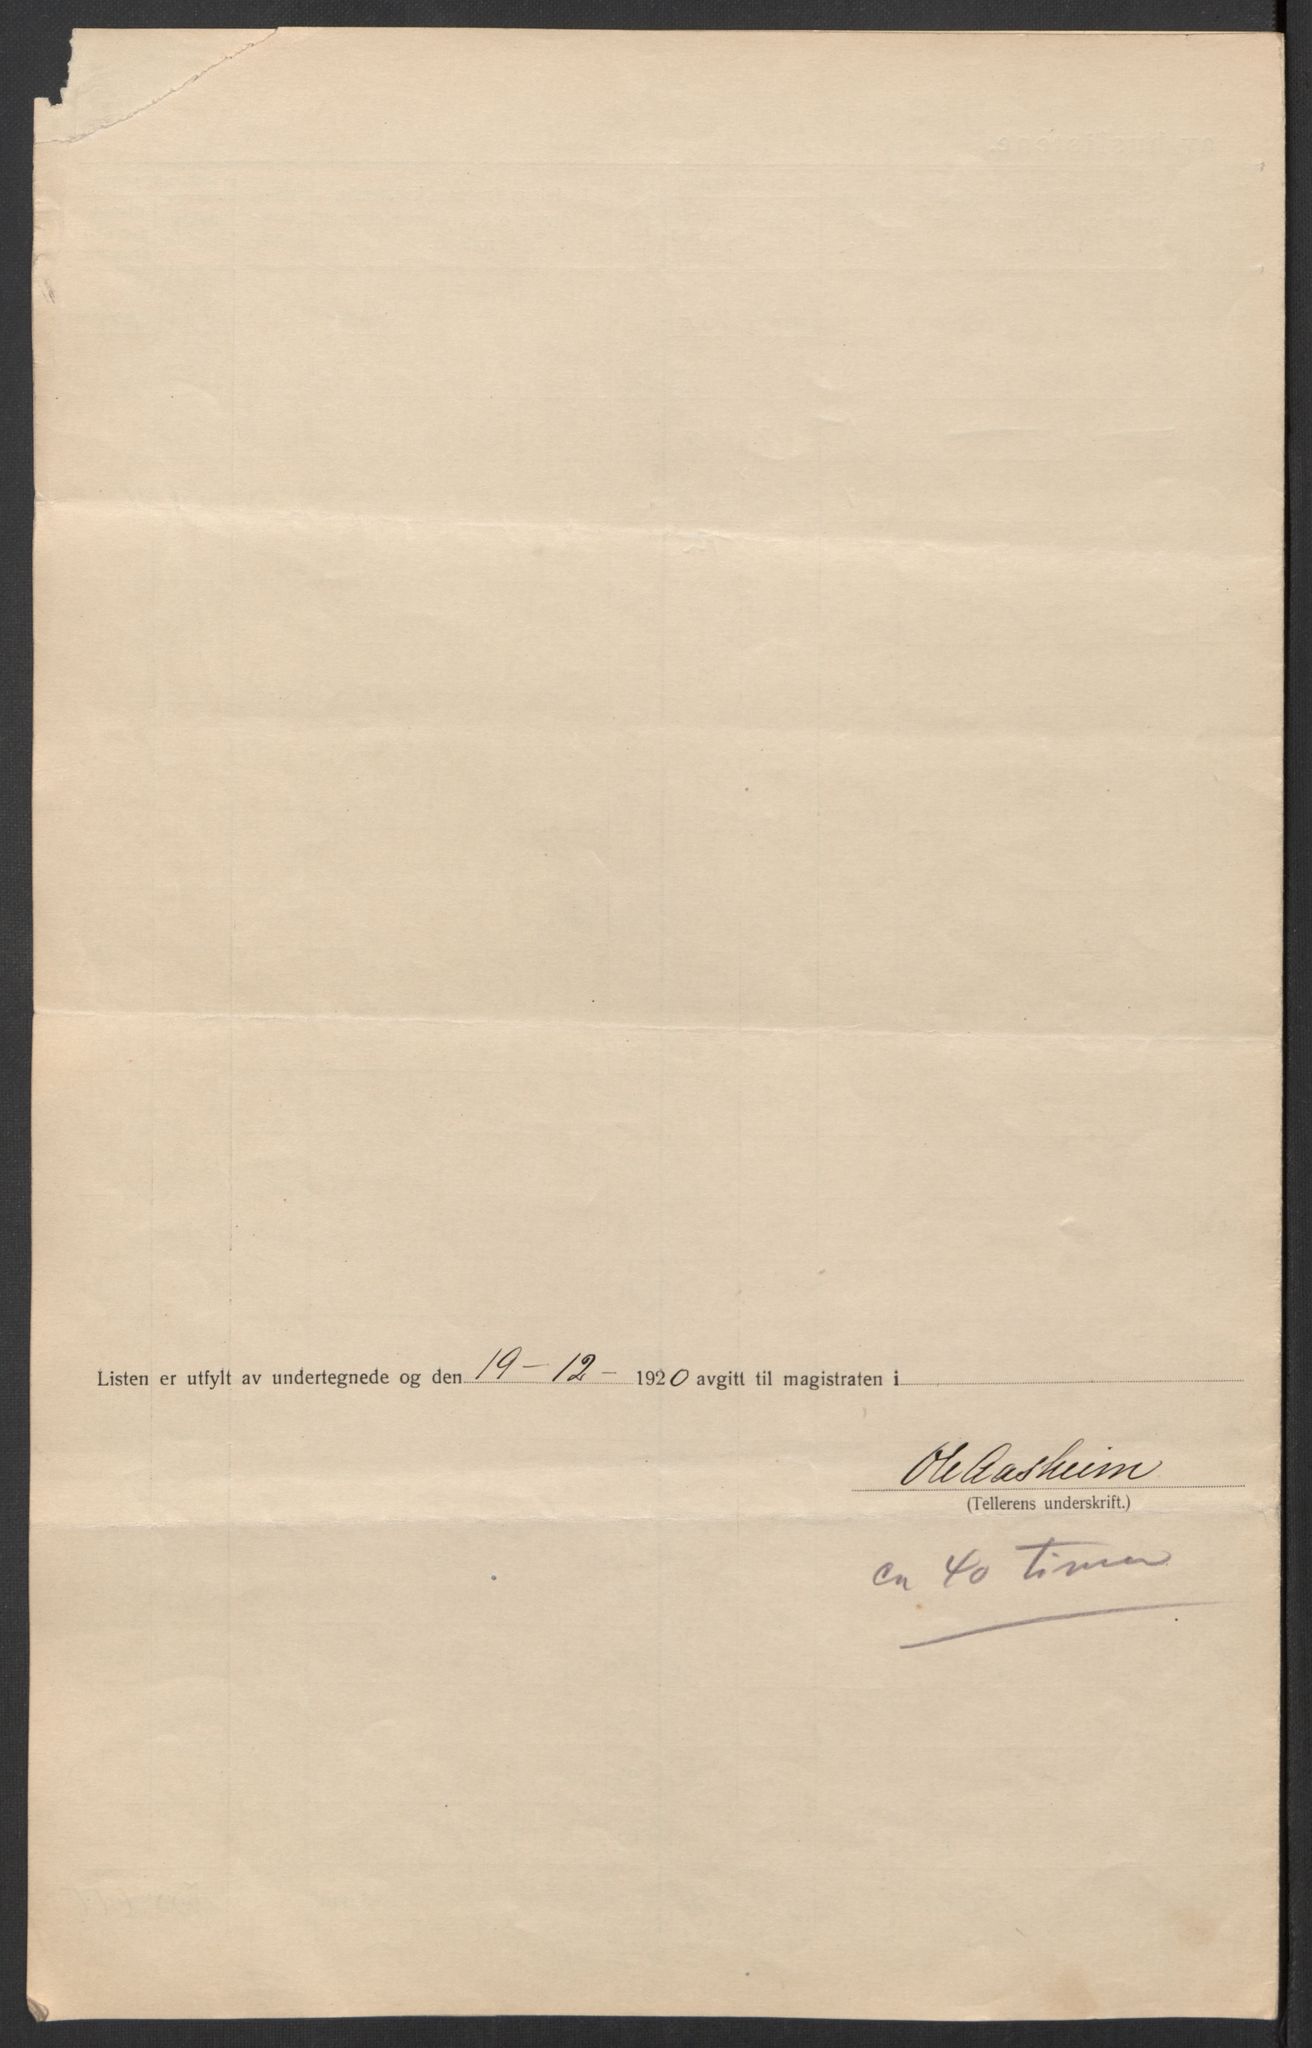 Listen er utfylt av undertegnede og den 19 - 12 - 1920 avgitt til magistraten i
Ole Aasheim
(Tellerens underskrift.)
ca 40 timer